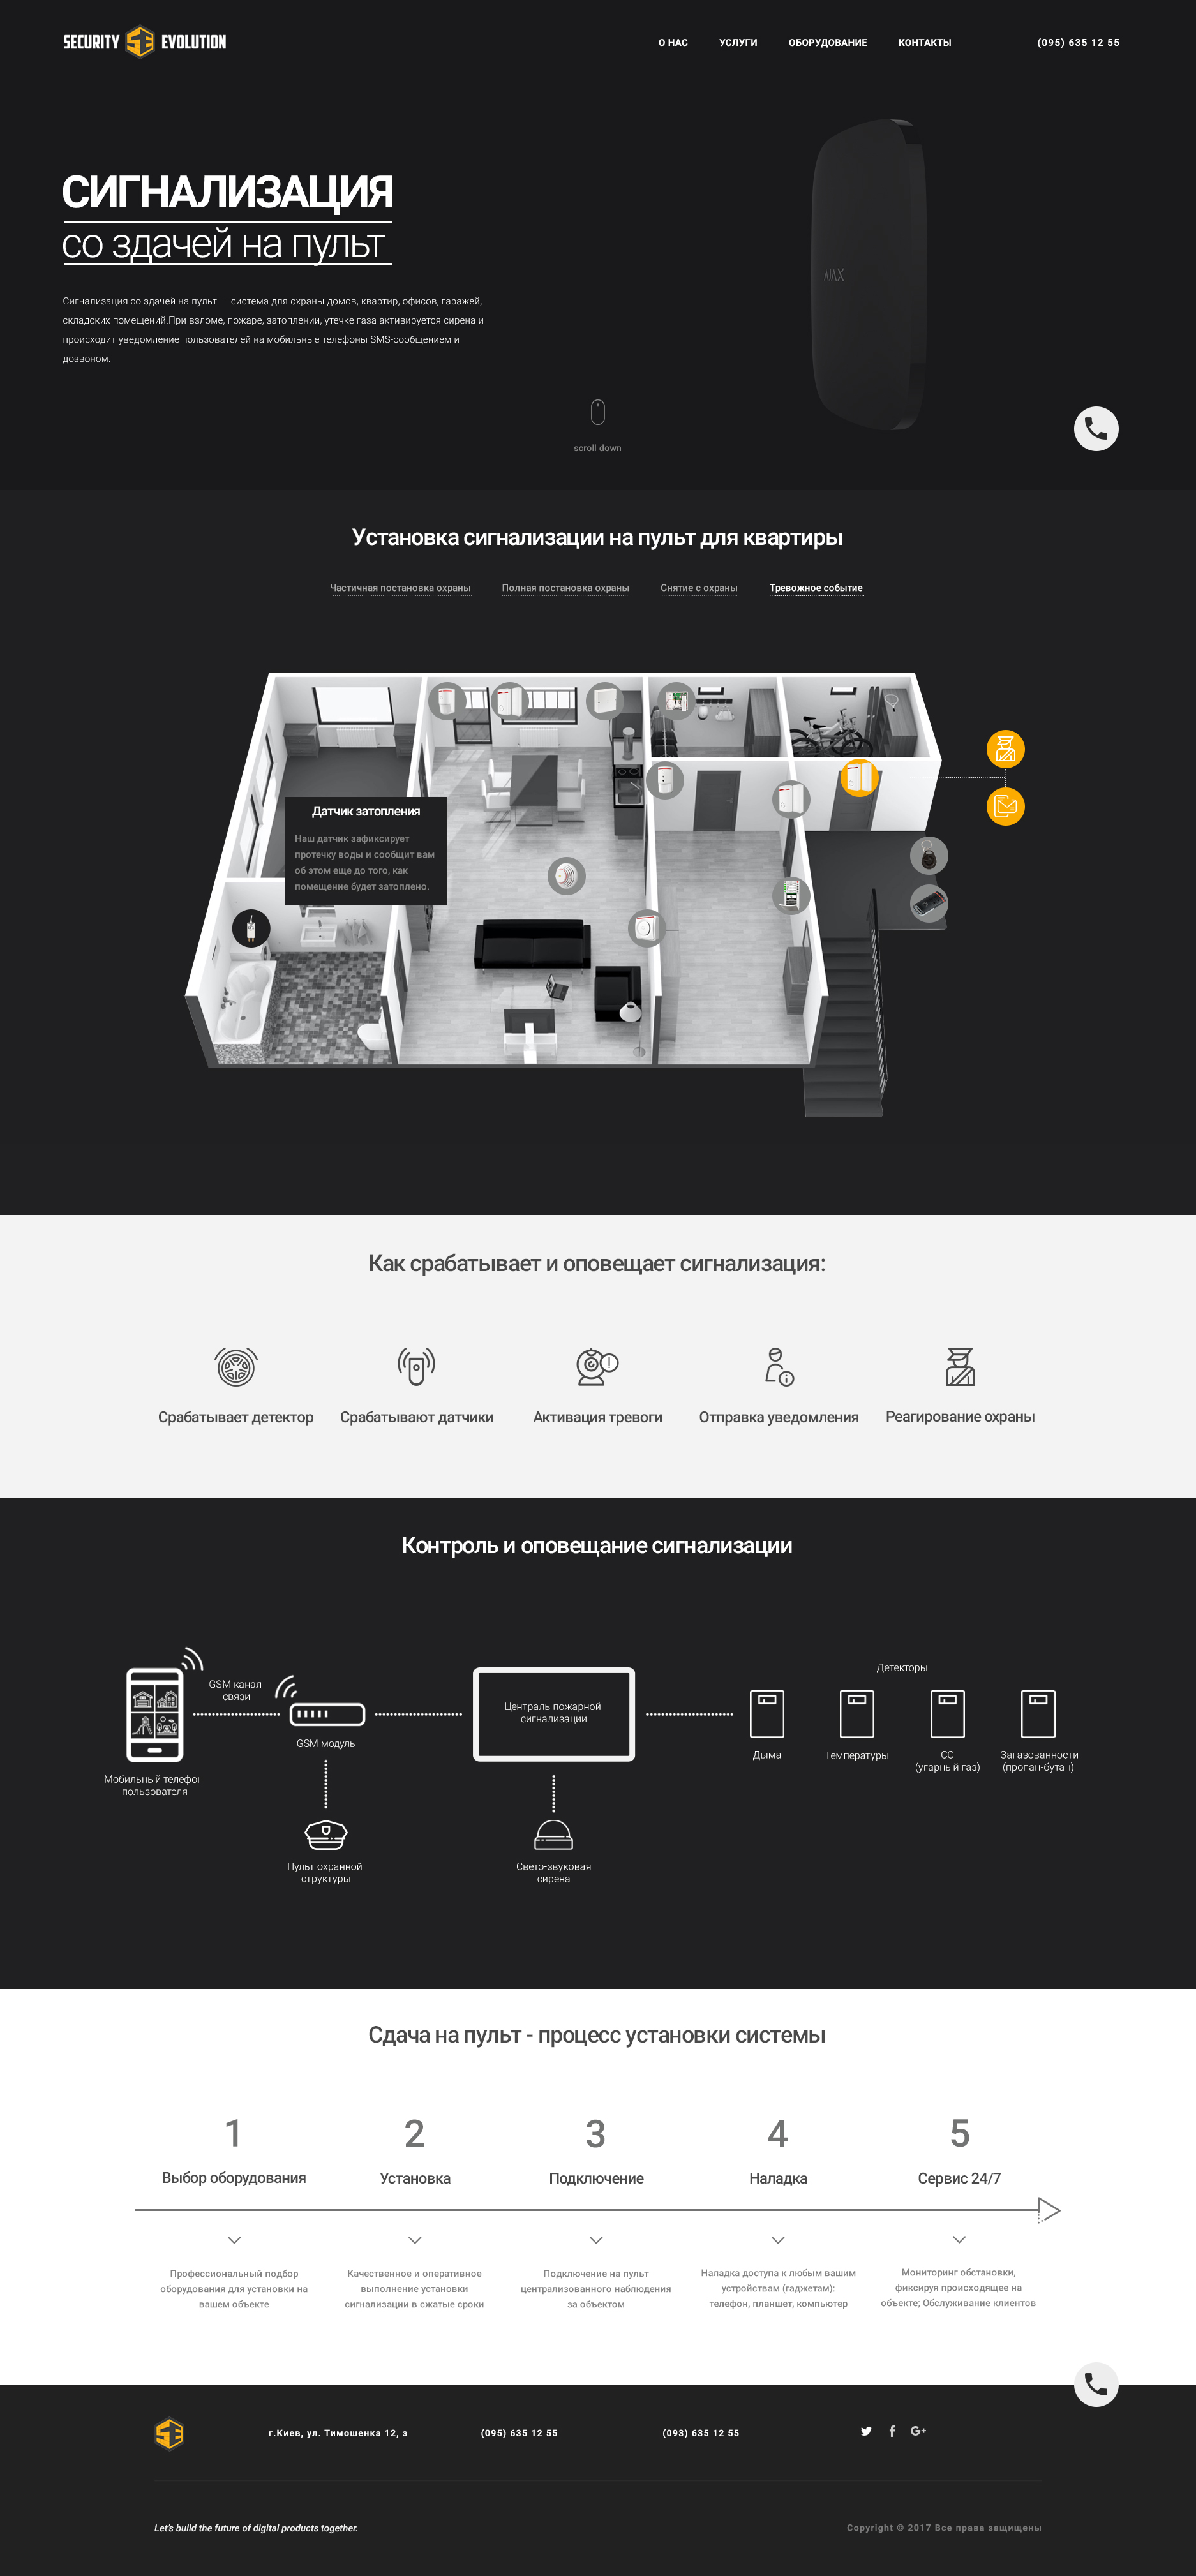 SECURITY SE EVOLUTION
О НАС УСЛУГИ ОБОРУДОВАНИЕ КОНТАКТЫ (095) 635 12 55
СИГНАЛИЗАЦИЯ
со здачей на пульт
Сигнализация со здачей на пульт – система для охраны домов, квартир, офисов, гаражей,
складских помещений.При взломе, пожаре, затоплении, утечке газа активируется сирена и
происходит уведомление пользователей на мобильные телефоны SMS-сообщением и
дозвоном.
AJAX
scroll down
Установка сигнализации на пульт для квартиры
Частичная постановка охраны Полная постановка охраны Снятие с охраны Тревожное событие
Датчик затопления
Наш датчик зафиксирует
протечку воды и сообщит вам
об этом еще до того, как
помещение будет затоплено.
Как срабатывает и оповещает сигнализация:
Срабатывает детектор Срабатывают датчики Активация тревоги Отправка уведомления Реагирование охраны
Контроль и оповещание сигнализации
GSM канал
связи
GSM модуль
Мобильный телефон
пользователя
Пульт охранной
структуры
Централь пожарной
сигнализации
Свето-звуковая
сирена
Детекторы
Дыма
Температуры
CO
(угарный газ)
Загазованности
(пропан-бутан)
Сдача на пульт - процесс установки системы
1 2 3 4 5
Выбор оборудования Установка Подключение Наладка Сервис 24/7
Профессиональный подбор
оборудования для установки на
вашем объекте
Качественное и оперативное
выполнение установки
сигнализации в сжатые сроки
Подключение на пульт
централизованного наблюдения
за объектом
Наладка доступа к любым вашим
устройствам (гаджетам):
телефон, планшет, компьютер
Мониторинг обстановки,
фиксируя происходящее на
объекте; Обслуживание клиентов
SE
г.Киев, ул. Тимошенка 12, з (095) 635 12 55 (093) 635 12 55
Let's build the future of digital products together.
Copyright © 2017 Все права защищены